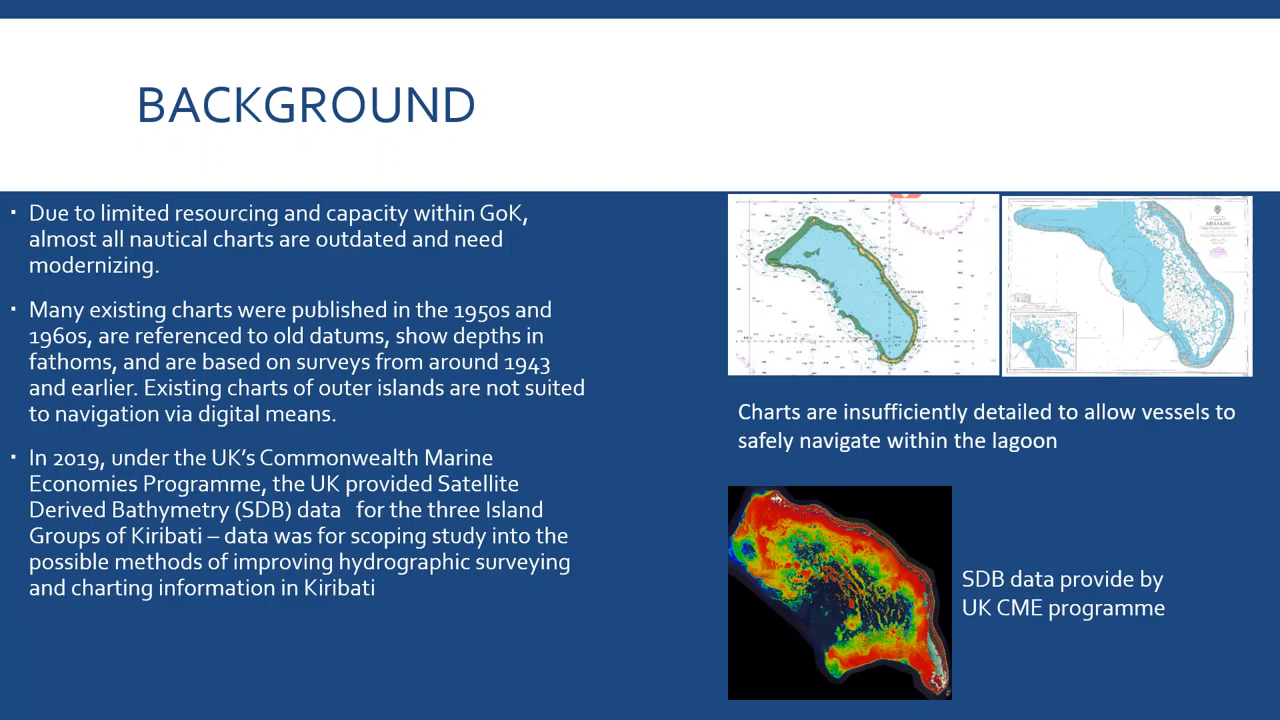 BACKGROUND
▪ Due to limited resourcing and capacity within GoK,
almost all nautical charts are outdated and need
modernizing.
▪ Many existing charts were published in the 1950s and
1960s, are referenced to old datums, show depths in
fathoms, and are based on surveys from around 1943
and earlier. Existing charts of outer islands are not suited
to navigation via digital means.
▪ In 2019, under the UK’s Commonwealth Marine
Economies Programme, the UK provided Satellite
Derived Bathymetry (SDB) data for the three Island
Groups of Kiribati – data was for scoping study into the
possible methods of improving hydrographic surveying
and charting information in Kiribati
Charts are insufficiently detailed to allow vessels to
safely navigate within the lagoon
SDB data provide by
UK CME programme